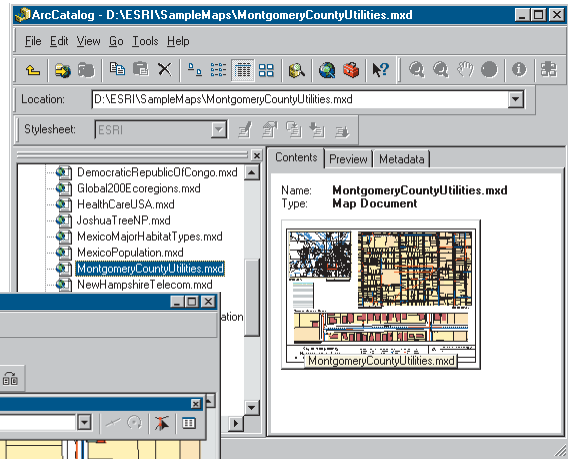 ArcCatalog - D:\ESRI\SampleMaps\MontgomeryCountyUtilities.mxd
File Edit View Go Tools Help
Location: D:\ESRI\SampleMaps\MontgomeryCountyUtilities.mxd
Stylesheet: ESRI
Contents Preview Metadata
DemocraticRepublicOfCongo.mxd
Global200Ecoregions.mxd
HealthCareUSA.mxd
JoshuaTreeNP.mxd
MexicoMajorHabitatTypes.mxd
MexicoPopulation.mxd
MontgomeryCountyUtilities.mxd
NewHampshireTelecom.mxd
ation
Name: MontgomeryCountyUtilities.mxd
Type: Map Document
MontgomeryCountyUtilities.mxd